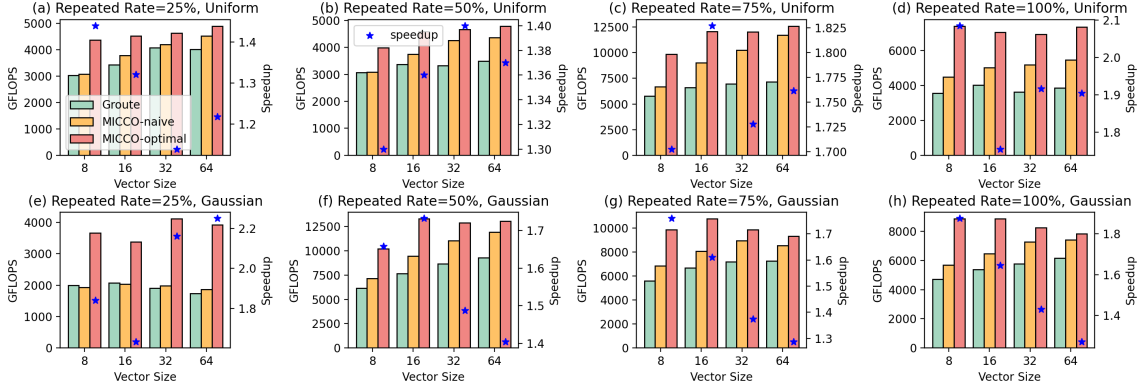 (a) Repeated Rate=25%, Uniform
GFLOPS
5000
4000
3000
2000
1000
0
Groute
MICCO-naive
MICCO-optimal
8 16 32 64
Vector Size
1.4
1.3
1.2
Speedup
(b) Repeated Rate=50%, Uniform
GFLOPS
5000
4000
3000
2000
1000
0
speedup
8 16 32 64
Vector Size
1.40
1.38
1.36
1.34
1.32
1.30
Speedup
(c) Repeated Rate=75%, Uniform
GFLOPS
12500
10000
7500
5000
2500
0
8 16 32 64
Vector Size
1.825
1.800
1.775
1.750
1.725
1.700
Speedup
(d) Repeated Rate=100%, Uniform
GFLOPS
6000
4000
2000
0
8 16 32 64
Vector Size
2.1
2.0
1.9
1.8
Speedup
(e) Repeated Rate=25%, Gaussian
GFLOPS
4000
3000
2000
1000
0
8 16 32 64
Vector Size
2.2
2.0
1.8
Speedup
(f) Repeated Rate=50%, Gaussian
GFLOPS
12500
10000
7500
5000
2500
0
8 16 32 64
Vector Size
1.7
1.6
1.5
1.4
Speedup
(g) Repeated Rate=75%, Gaussian
GFLOPS
10000
8000
6000
4000
2000
0
8 16 32 64
Vector Size
1.7
1.6
1.5
1.4
1.3
Speedup
(h) Repeated Rate=100%, Gaussian
GFLOPS
8000
6000
4000
2000
0
8 16 32 64
Vector Size
1.8
1.6
1.4
Speedup